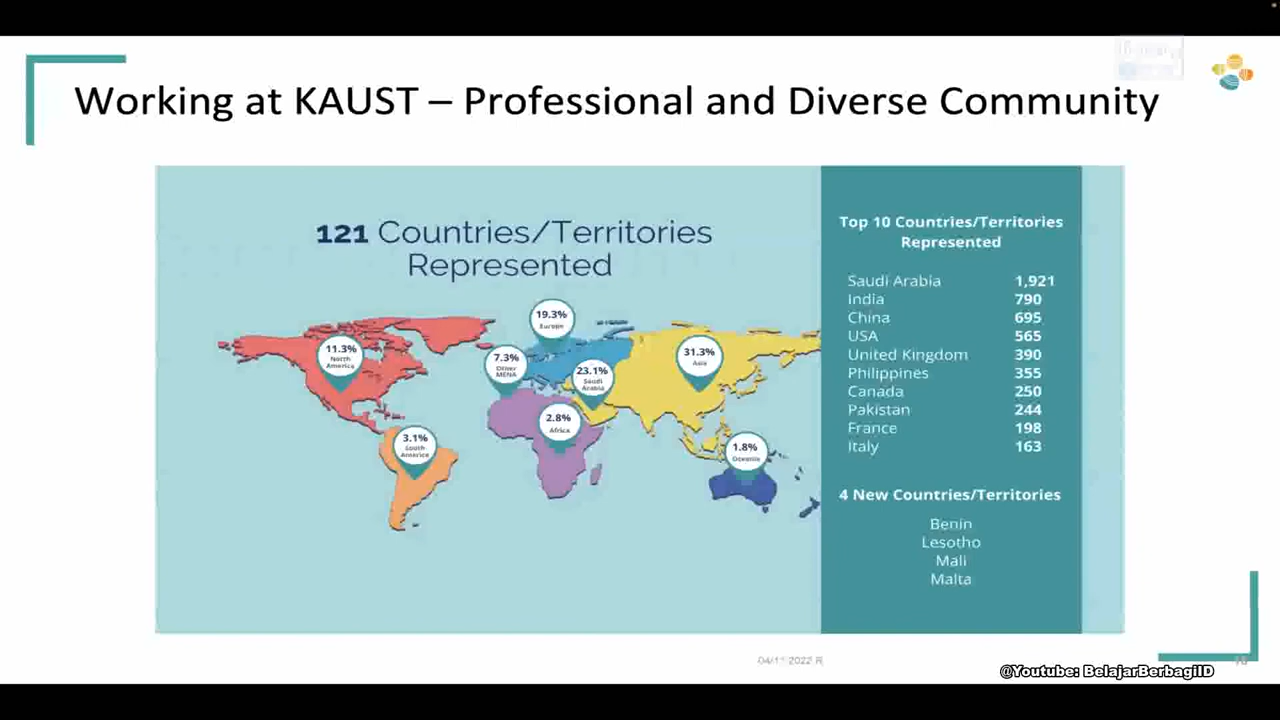 Working at KAUST – Professional and Diverse Community
121 Countries/Territories
Represented
19.3%
Europe
11.3%
North
America
7.3%
Other
MENA
31.3%
Asia
23.1%
Saudi
Arabia
2.8%
Africa
3.1%
South
America
1.8%
Oceania
Top 10 Countries/Territories
Represented
Saudi Arabia 1,921
India 790
China 695
USA 565
United Kingdom 390
Philippines 355
Canada 250
Pakistan 244
France 198
Italy 163
4 New Countries/Territories
Benin
Lesotho
Mali
Malta
@Youtube: BelajarBerbagiID